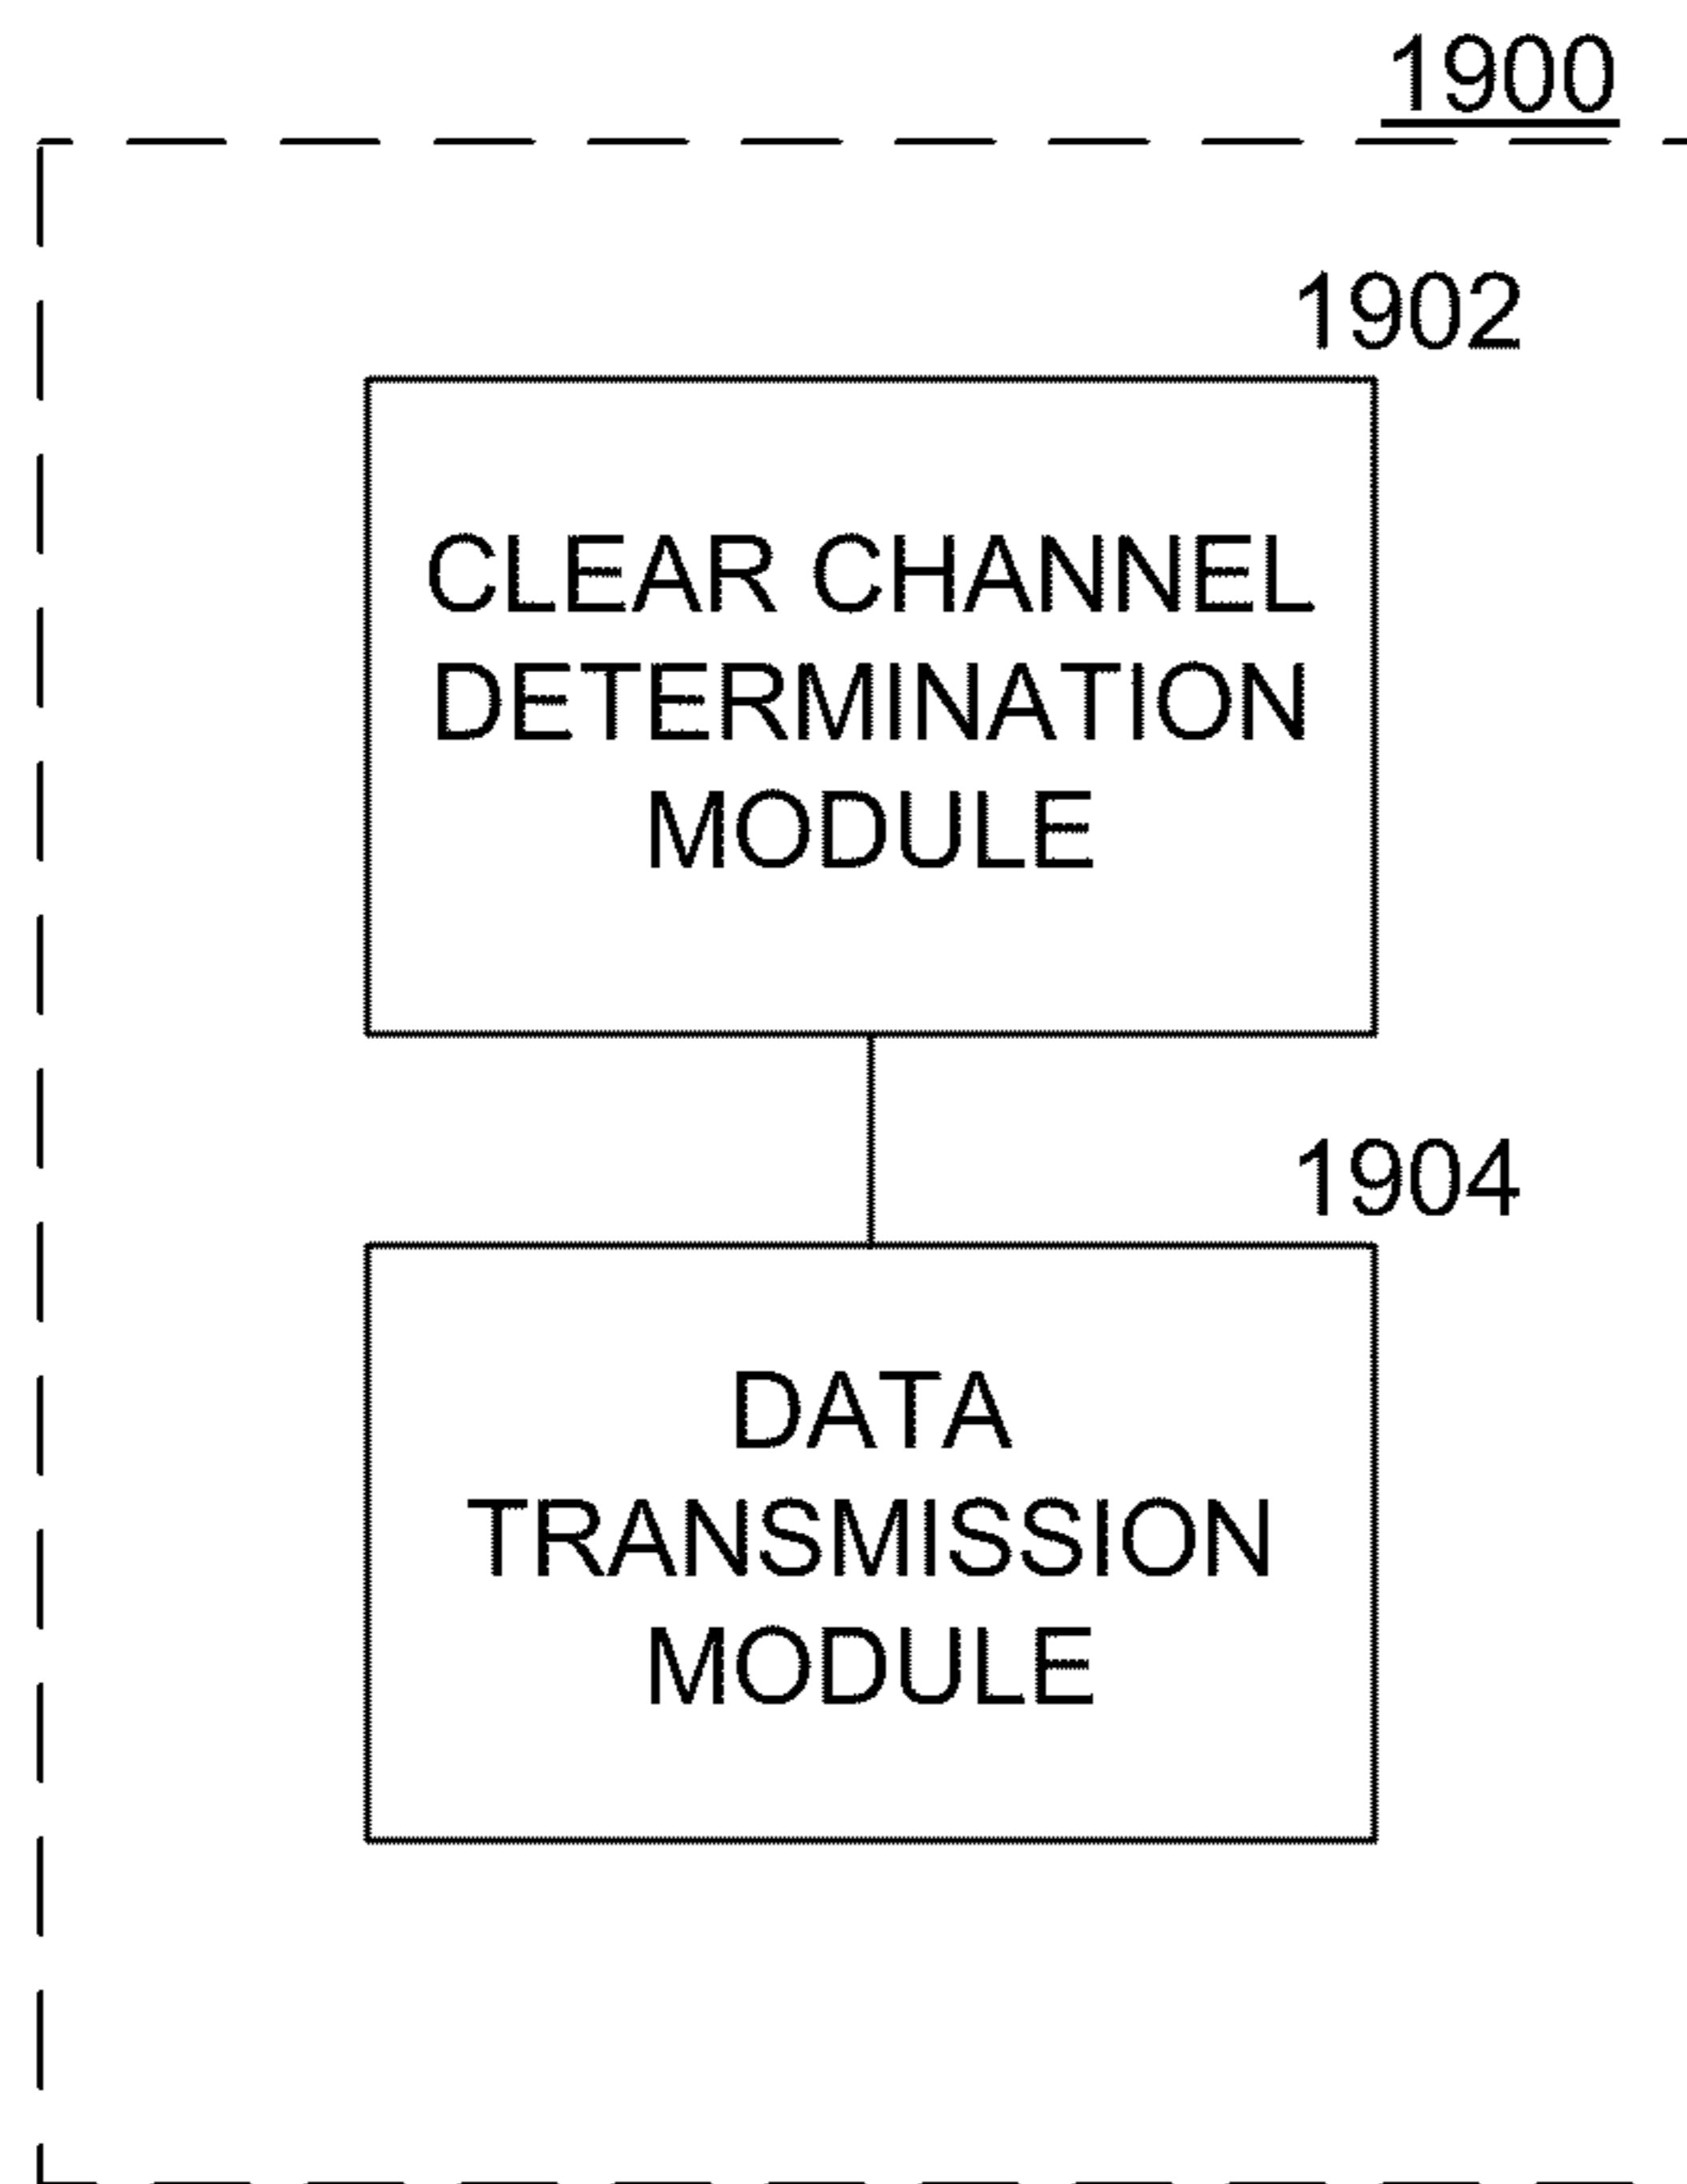 1900
1902
CLEAR CHANNEL
DETERMINATION
MODULE
1904
DATA
TRANSMISSION
MODULE